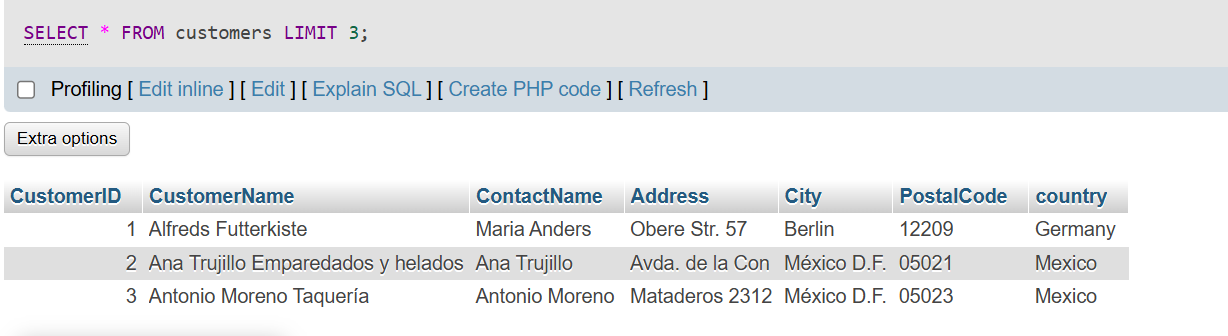 SELECT * FROM customers LIMIT 3;
Profiling [ Edit inline ] [ Edit ] [ Explain SQL ] [ Create PHP code ] [ Refresh ]
Extra options
CustomerID CustomerName ContactName Address City PostalCode country
1 Alfreds Futterkiste Maria Anders Obere Str. 57 Berlin 12209 Germany
2 Ana Trujillo Emparedados y helados Ana Trujillo Avda. de la Con México D.F. 05021 Mexico
3 Antonio Moreno Taquería Antonio Moreno Mataderos 2312 México D.F. 05023 Mexico